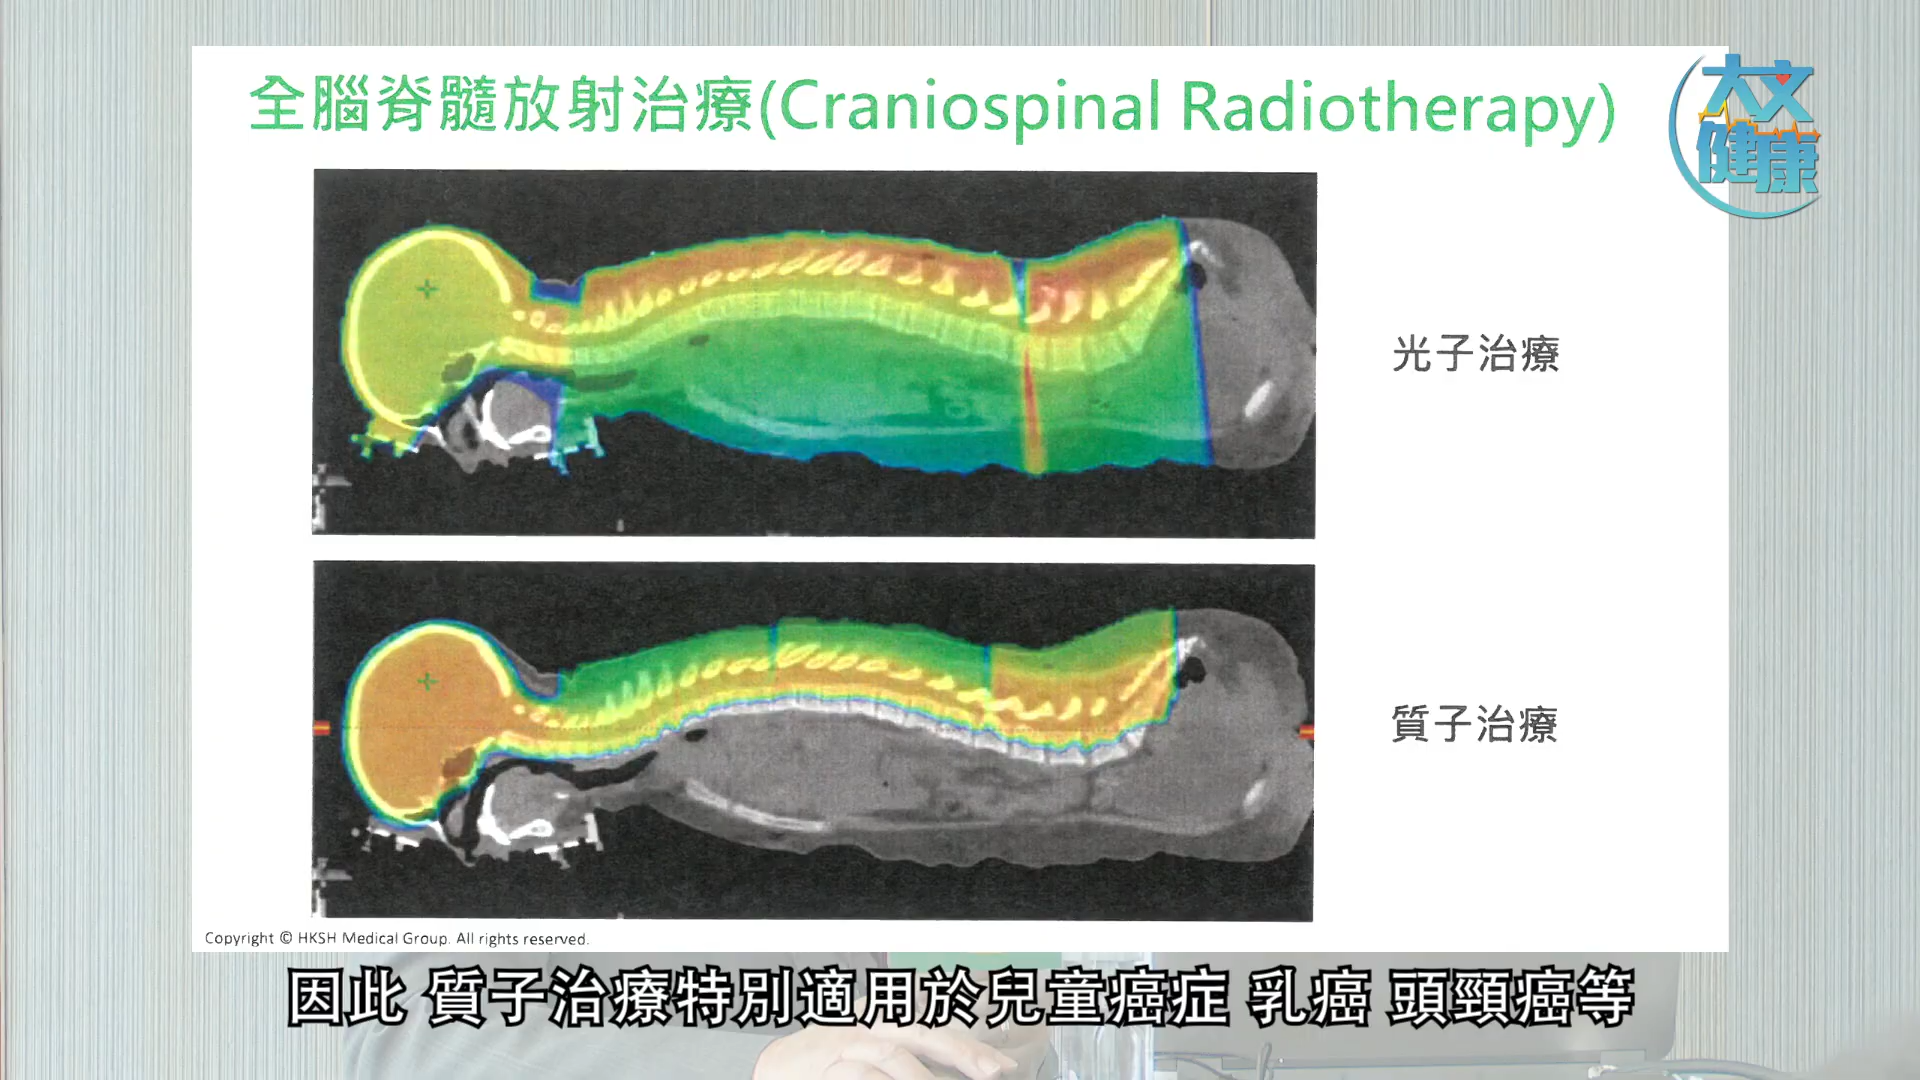 全腦脊髓放射治療(Craniospinal Radiotherapy)
大文
健康
光子治療
質子治療
Copyright © HKSH Medical Group. All rights reserved.
因此 質子治療特別適用於兒童癌症 乳癌 頭頸癌等